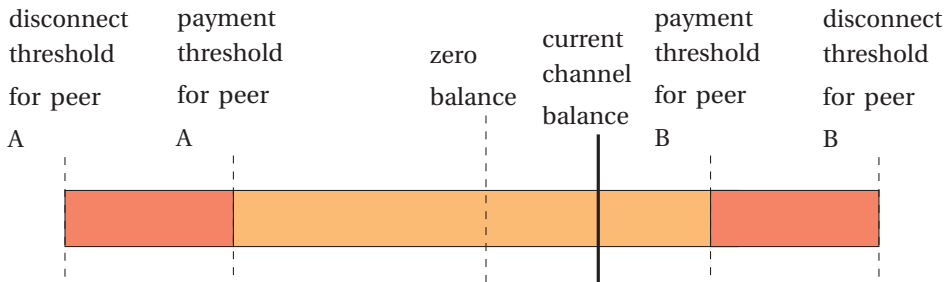 disconnect
threshold
for peer
A
payment
threshold
for peer
A
zero
balance
current
channel
balance
payment
threshold
for peer
B
disconnect
threshold
for peer
B